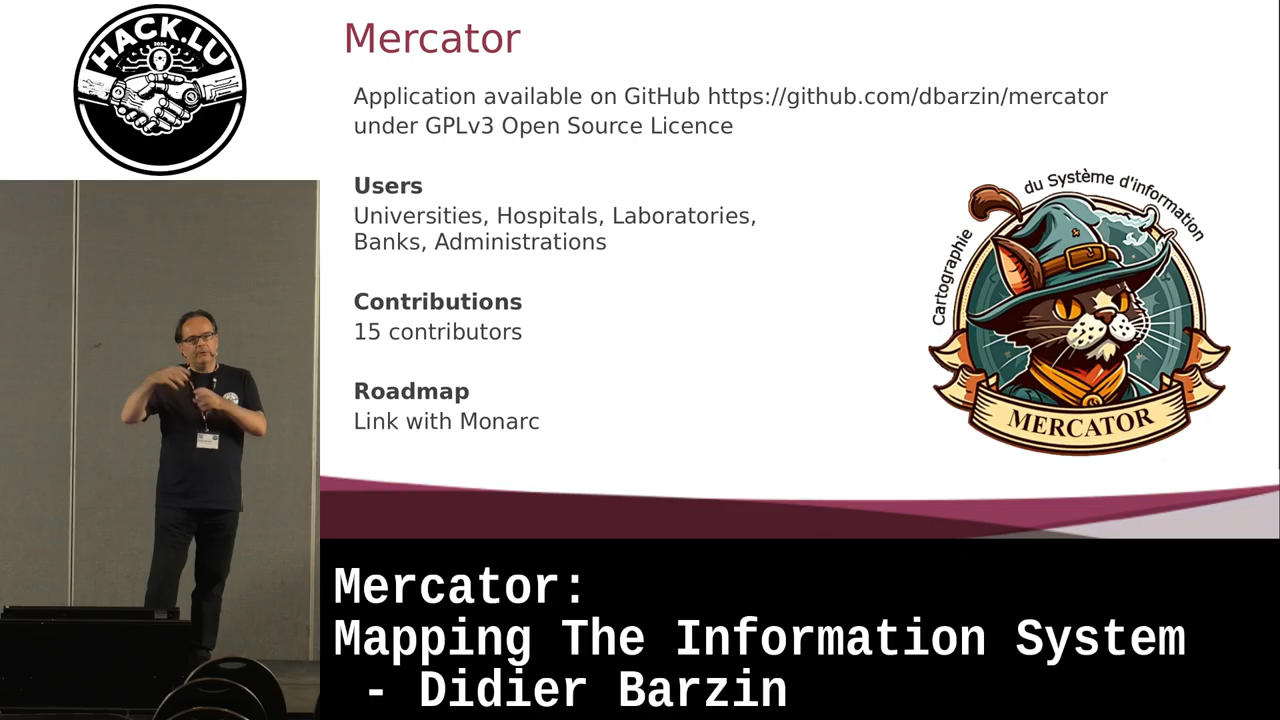 HACK.LU
2024
Mercator
Application available on GitHub https://github.com/dbarzin/mercator
under GPLv3 Open Source Licence
Users
Universities, Hospitals, Laboratories,
Banks, Administrations
Contributions
15 contributors
Roadmap
Link with Monarc
Cartographie du Système d'information
MERCATOR
Mercator:
Mapping The Information System
- Didier Barzin